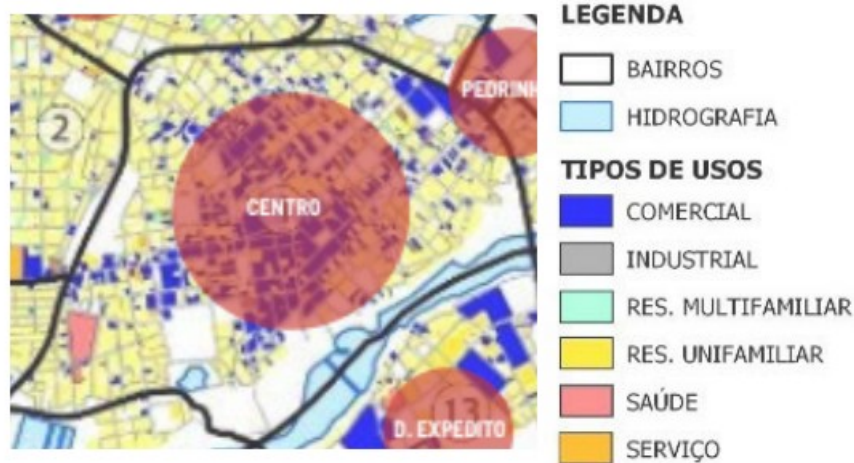 2
CENTRO
PEDRINH
13
D. EXPEDITO
LEGENDA
BAIRROS
HIDROGRAFIA
TIPOS DE USOS
COMERCIAL
INDUSTRIAL
RES. MULTIFAMILIAR
RES. UNIFAMILIAR
SAÚDE
SERVIÇO